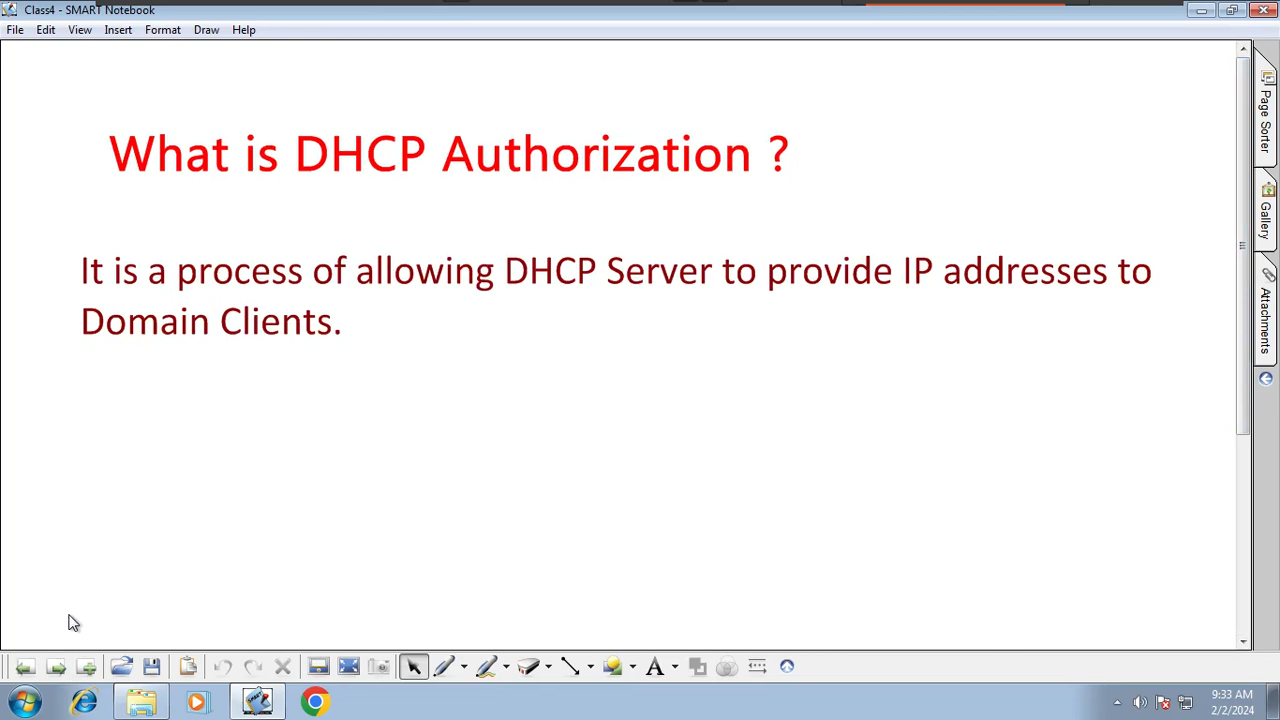 Class4 - SMART Notebook
File Edit View Insert Format Draw Help
What is DHCP Authorization ?
It is a process of allowing DHCP Server to provide IP addresses to
Domain Clients.
Page Sorter
Gallery
Attachments
9:33 AM
2/2/2024